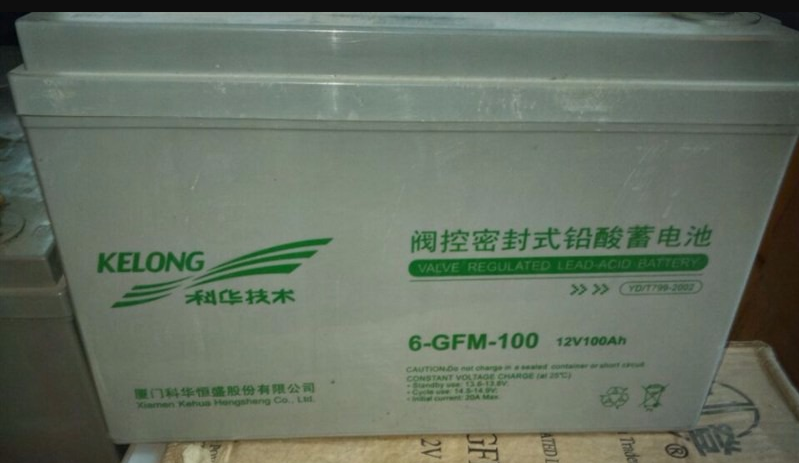 KELONG
科华技术
阀控密封式铅酸蓄电池
VALVE REGULATED LEAD-ACID BATTERY
YD/T799-2002
6-GFM-100 12V100Ah
CAUTION:Do not charge in a sealed container or short circuit
CONSTANT VOLTAGE CHARGE (at 25℃)
• Standby use: 13.6-13.8V.
• Cycle use: 14.5-14.9V.
• Initial current: 20A Max.
厦门科华恒盛股份有限公司
Xiamen Kehua Hengsheng Co., Ltd.